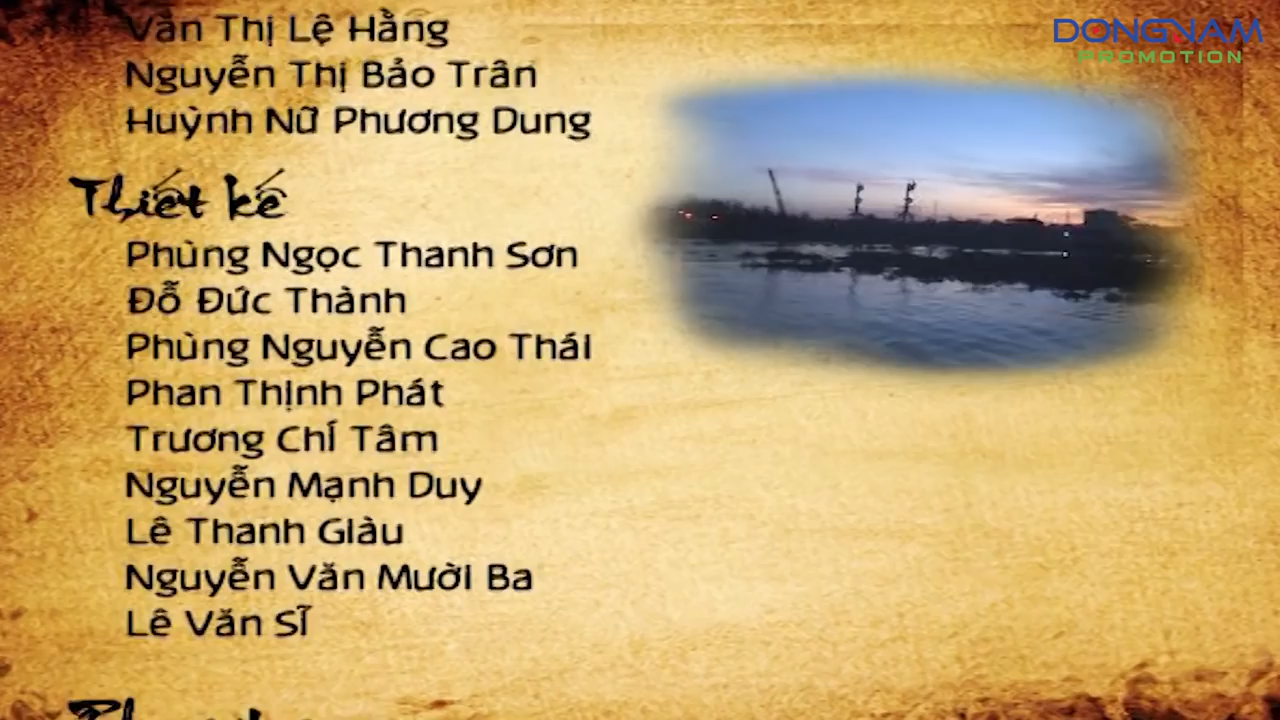 Văn Thị Lệ Hằng
Nguyễn Thị Bảo Trân
Huỳnh Nữ Phương Dung
Thiết kế
Phùng Ngọc Thanh Sơn
Đỗ Đức Thành
Phùng Nguyễn Cao Thái
Phan Thịnh Phát
Trương Chí Tâm
Nguyễn Mạnh Duy
Lê Thanh Giàu
Nguyễn Văn Mười Ba
Lê Văn Sĩ
DONGNAM
PROMOTION